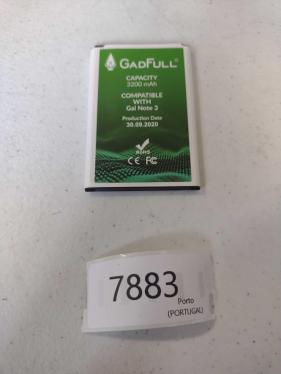 GADFULL®
CAPACITY
3200 mAh
COMPATIBLE
WITH
Gal Note 3
Production Date
30.09.2020
RoHS
CE FC
7883
Porto
(PORTUGAL)